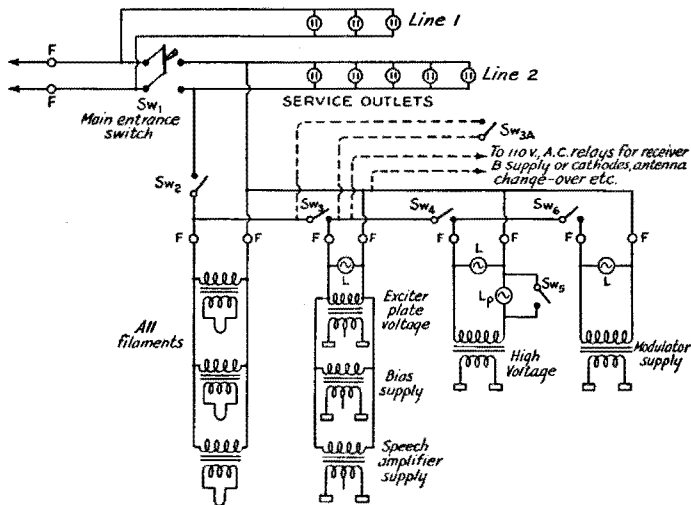 Line 1
F
Line 2
F
Sw1
Main entrance
switch
SERVICE OUTLETS
Sw3A
To 110 v., A.C. relays for receiver
B supply or cathodes, antenna
change-over etc.
Sw2
Sw3
Sw4
Sw6
F
F
F
F
F
F
F
F
L
L
L
Lp
Sw5
All
filaments
Exciter
plate
voltage
High
Voltage
Modulator
supply
Bias
supply
Speech
amplifier
supply